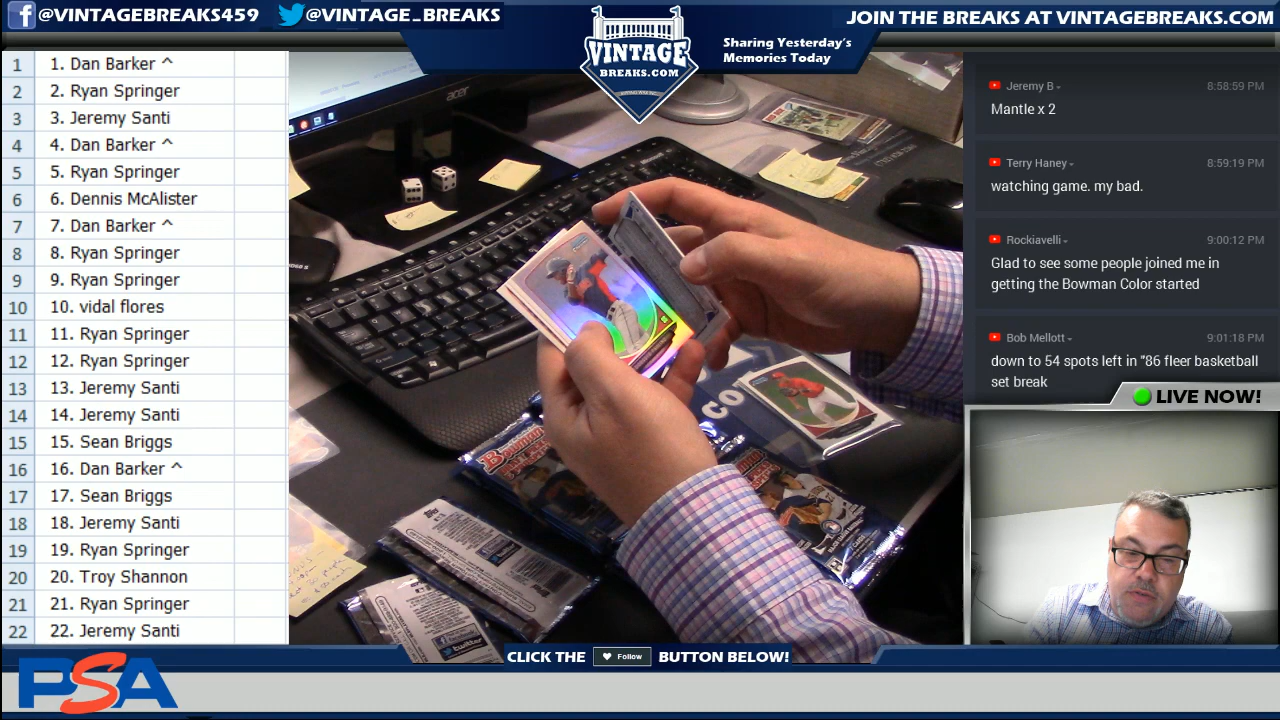 @VINTAGEBREAKS459
@VINTAGE_BREAKS
VINTAGE
BREAKS.COM
Sharing Yesterday's
Memories Today
JOIN THE BREAKS AT VINTAGEBREAKS.COM
1 1. Dan Barker ^
2 2. Ryan Springer
3 3. Jeremy Santi
4 4. Dan Barker ^
5 5. Ryan Springer
6 6. Dennis McAlister
7 7. Dan Barker ^
8 8. Ryan Springer
9 9. Ryan Springer
10 10. vidal flores
11 11. Ryan Springer
12 12. Ryan Springer
13 13. Jeremy Santi
14 14. Jeremy Santi
15 15. Sean Briggs
16 16. Dan Barker ^
17 17. Sean Briggs
18 18. Jeremy Santi
19 19. Ryan Springer
20 20. Troy Shannon
21 21. Ryan Springer
22 22. Jeremy Santi
acer
Bowman
twitter
Jeremy B 8:58:59 PM
Mantle x 2
Terry Haney 8:59:19 PM
watching game. my bad.
Rockiavelli 9:00:12 PM
Glad to see some people joined me in
getting the Bowman Color started
Bob Mellott 9:01:18 PM
down to 54 spots left in "86 fleer basketball
set break
LIVE NOW!
CLICK THE Follow BUTTON BELOW!
PSA